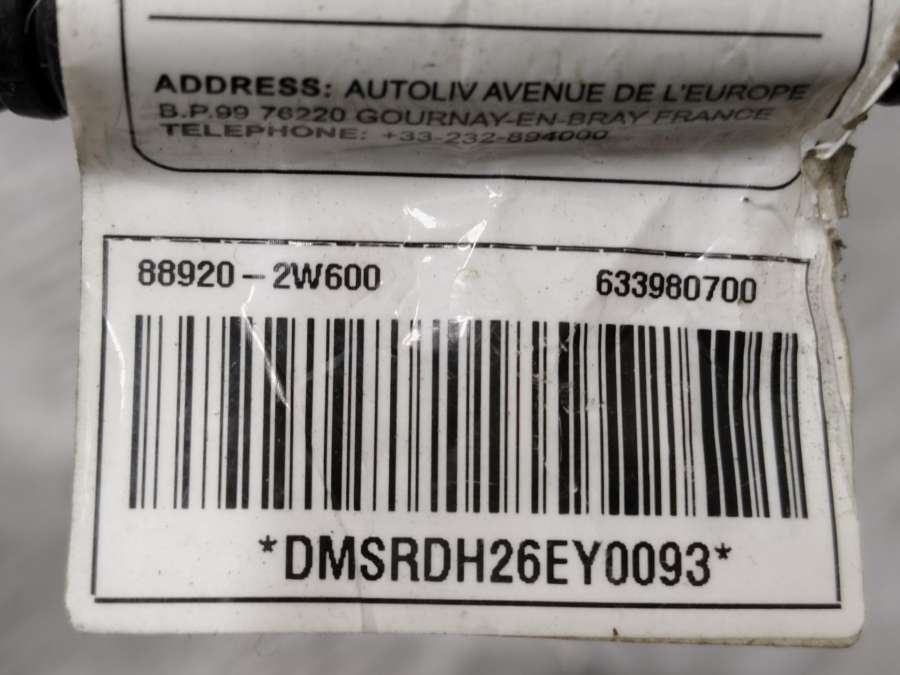 ADDRESS: AUTOLIV AVENUE DE L'EUROPE
B.P.99 76220 GOURNAY-EN-BRAY FRANCE
TELEPHONE: +33-232-894000
88920-2W600 633980700
*DMSRDH26EY0093*